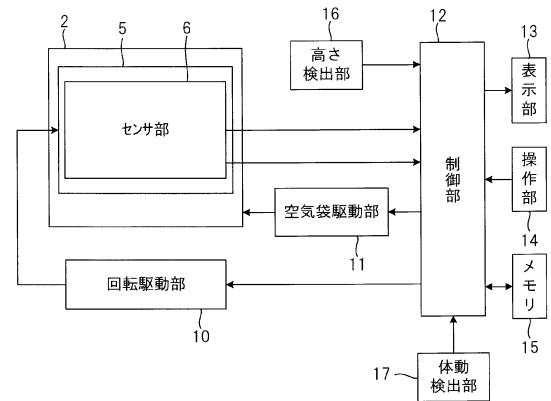 2
5
6
センサ部
16
高さ
検出部
12
制御部
13
表示部
操作部
14
メモリ
15
空気袋駆動部
11
回転駆動部
10
17
体動
検出部